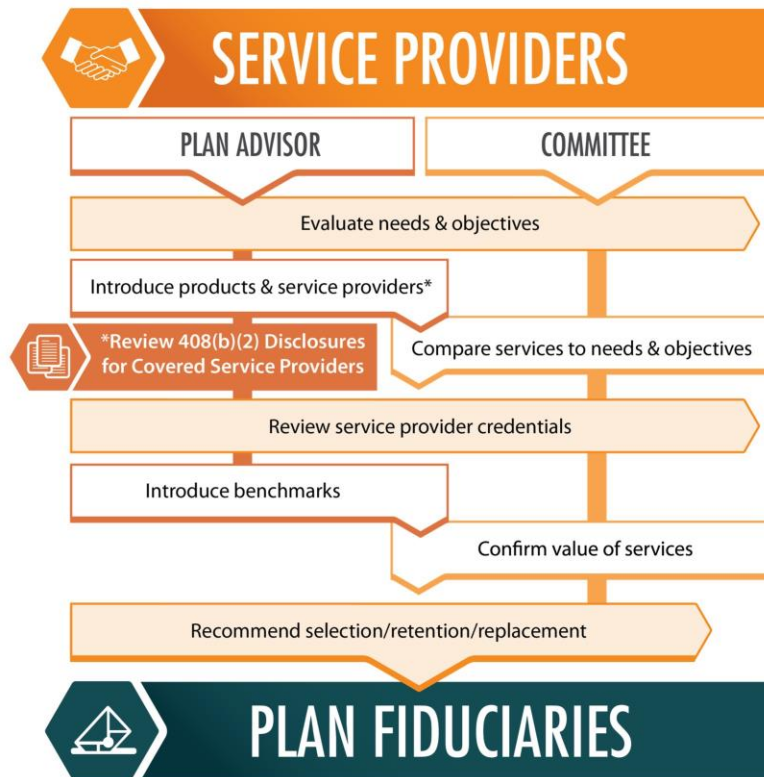 SERVICE PROVIDERS
PLAN ADVISOR
COMMITTEE
Evaluate needs & objectives
Introduce products & service providers*
*Review 408(b)(2) Disclosures
for Covered Service Providers
Compare services to needs & objectives
Review service provider credentials
Introduce benchmarks
Confirm value of services
Recommend selection/retention/replacement
PLAN FIDUCIARIES